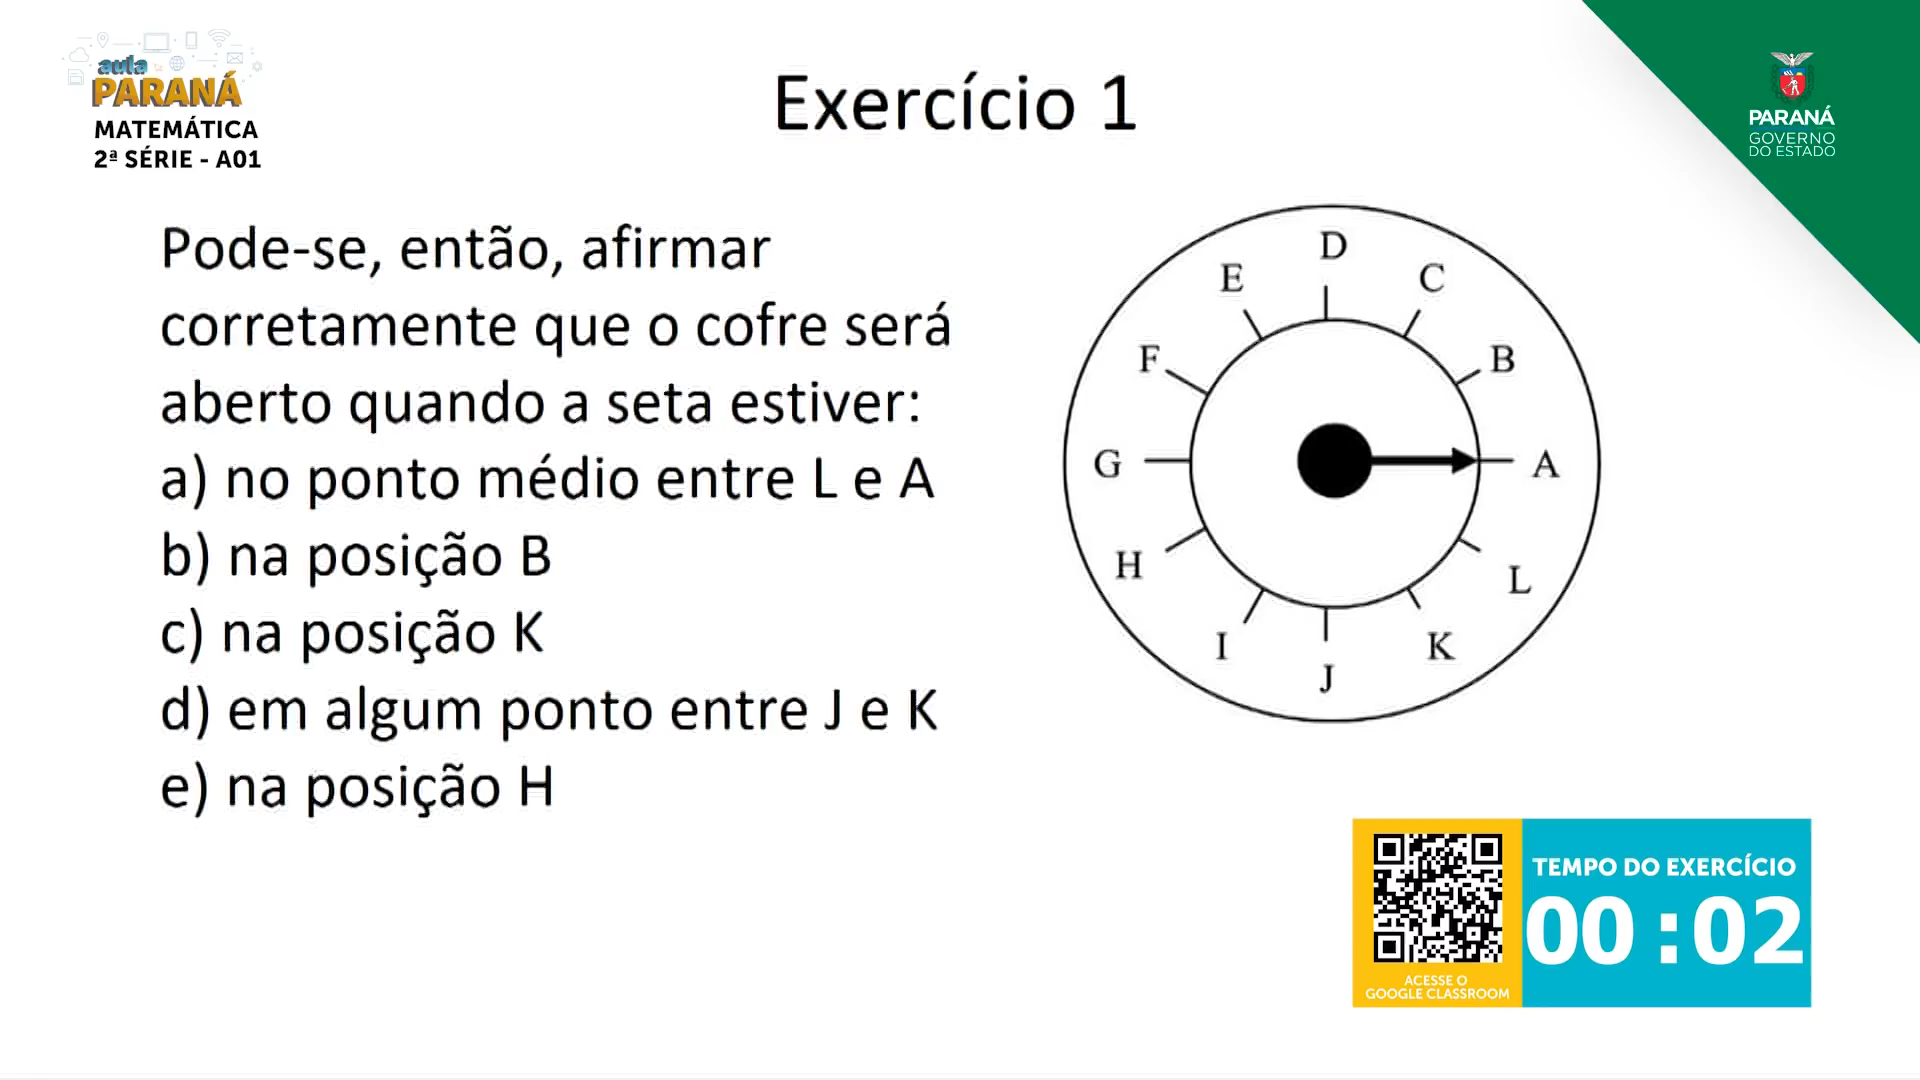 aula
PARANÁ
MATEMÁTICA
2ª SÉRIE - A01
Exercício 1
PARANÁ
GOVERNO
DO ESTADO
Pode-se, então, afirmar
corretamente que o cofre será
aberto quando a seta estiver:
a) no ponto médio entre L e A
b) na posição B
c) na posição K
d) em algum ponto entre J e K
e) na posição H
D
E
C
F
B
G
A
H
L
I
K
J
TEMPO DO EXERCÍCIO
00:02
ACESSE O
GOOGLE CLASSROOM